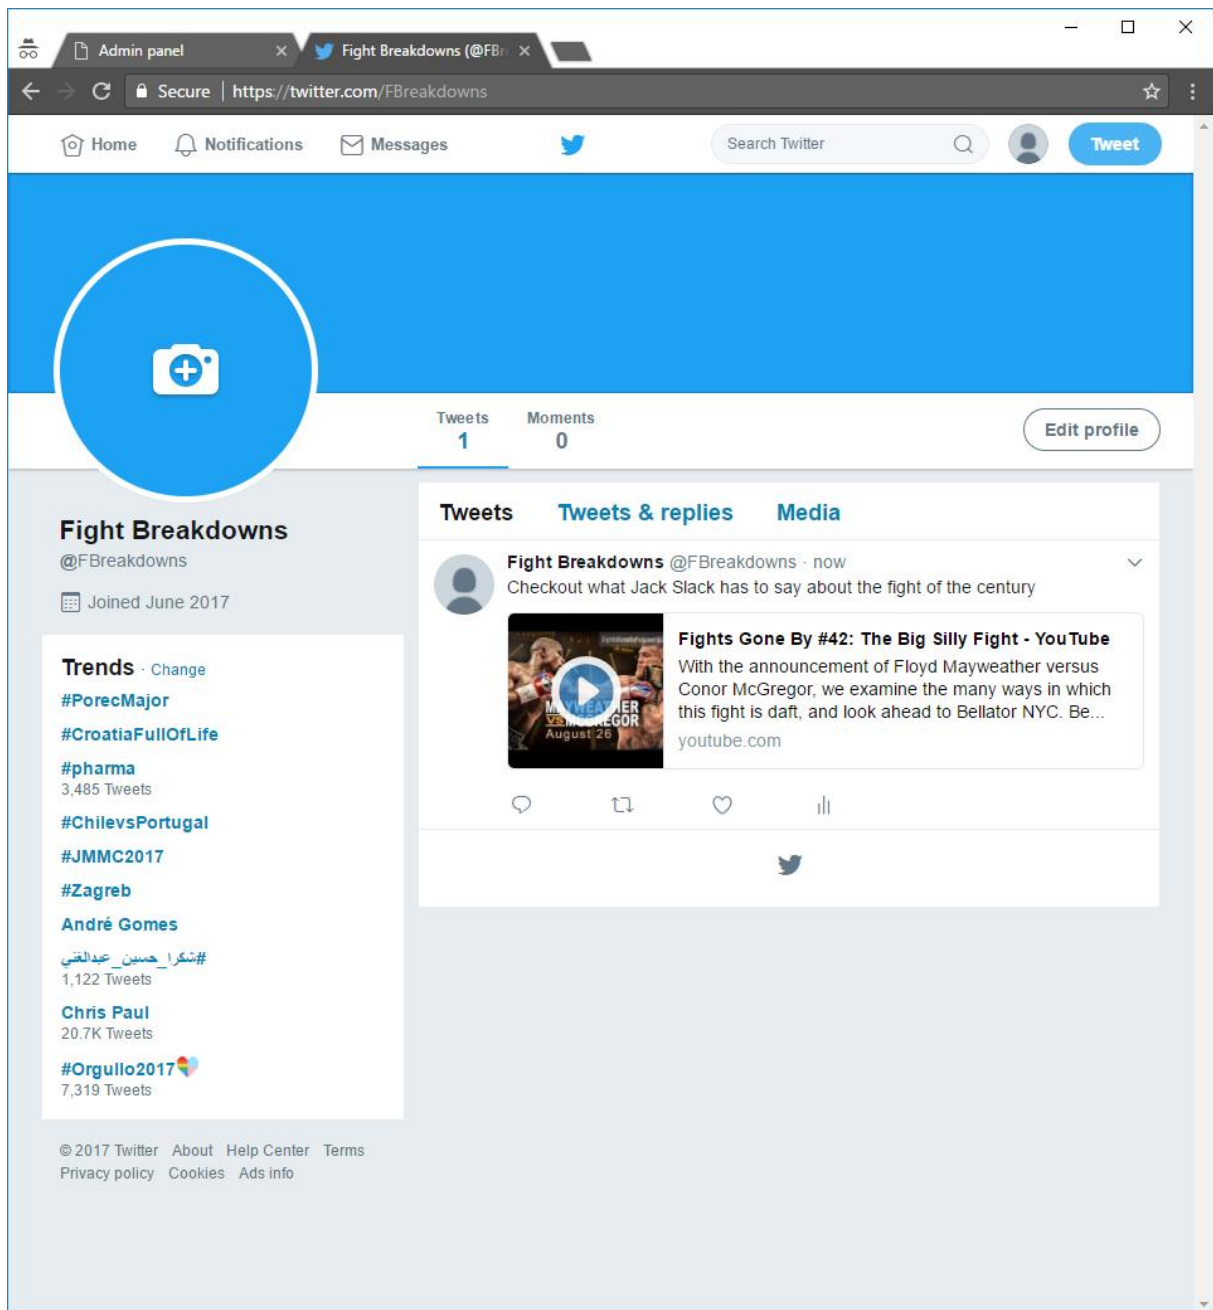 Admin panel
Fight Breakdowns (@FBr
Secure | https://twitter.com/FBreakdowns
Home Notifications Messages Search Twitter Tweet
Tweets Moments
1 0
Edit profile
Fight Breakdowns
@FBreakdowns
Joined June 2017
Trends · Change
#PorecMajor
#CroatiaFullOfLife
#pharma
3,485 Tweets
#ChilevsPortugal
#JMMC2017
#Zagreb
André Gomes
#شكرا_حسين_عبدالغني
1,122 Tweets
Chris Paul
20.7K Tweets
#Orgullo2017
7,319 Tweets
© 2017 Twitter About Help Center Terms
Privacy policy Cookies Ads info
Tweets Tweets & replies Media
Fight Breakdowns @FBreakdowns · now
Checkout what Jack Slack has to say about the fight of the century
MAYWEATHER
VS McGREGOR
August 26
Fights Gone By #42: The Big Silly Fight - YouTube
With the announcement of Floyd Mayweather versus
Conor McGregor, we examine the many ways in which
this fight is daft, and look ahead to Bellator NYC. Be...
youtube.com